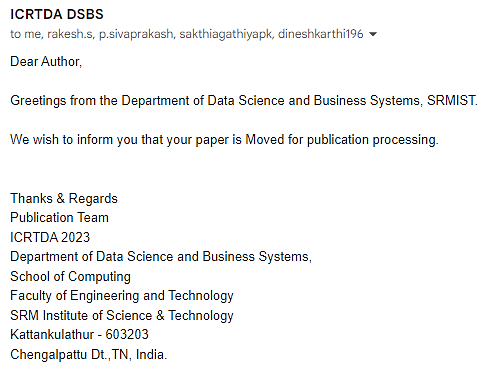 ICRTDA DSBS
to me, rakesh.s, p.sivaprakash, sakthiagathiyapk, dineshkarthi196
Dear Author,
Greetings from the Department of Data Science and Business Systems, SRMIST.
We wish to inform you that your paper is Moved for publication processing.
Thanks & Regards
Publication Team
ICRTDA 2023
Department of Data Science and Business Systems,
School of Computing
Faculty of Engineering and Technology
SRM Institute of Science & Technology
Kattankulathur - 603203
Chengalpattu Dt.,TN, India.